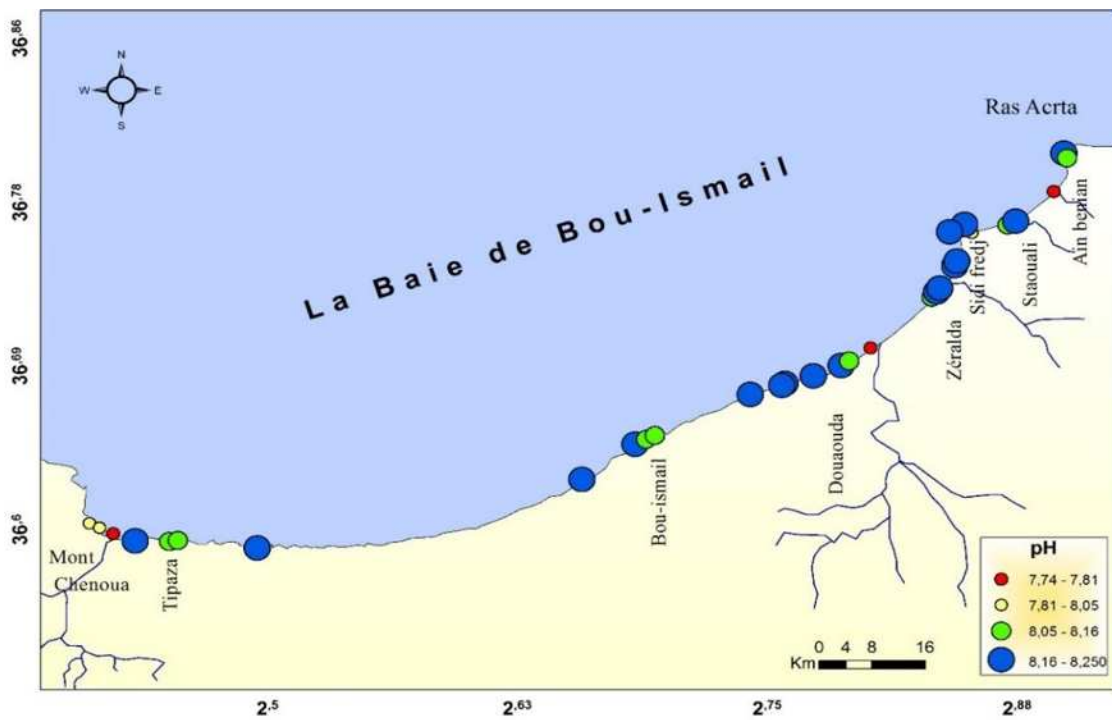 36.86
36.78
36.69
36.6
N
W E
S
Ras Acrta
La Baie de Bou-Ismail
Ain benian
Staouali
Sidi fredj
Zéralda
Douaouda
Bou-ismail
Tipaza
Mont
Chenoua
pH
7,74 - 7,81
7,81 - 8,05
8,05 - 8,16
8,16 - 8,250
0 4 8 16
Km
2.5 2.63 2.75 2.88